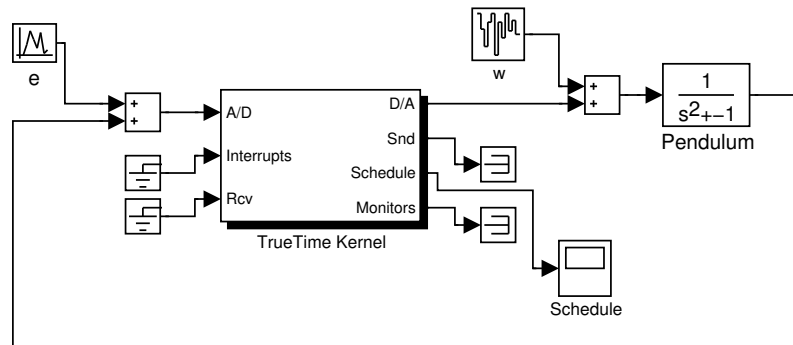 e
w
+
+
+
+
A/D
Interrupts
Rcv
D/A
Snd
Schedule
Monitors
TrueTime Kernel
1
s2+-1
Pendulum
Schedule